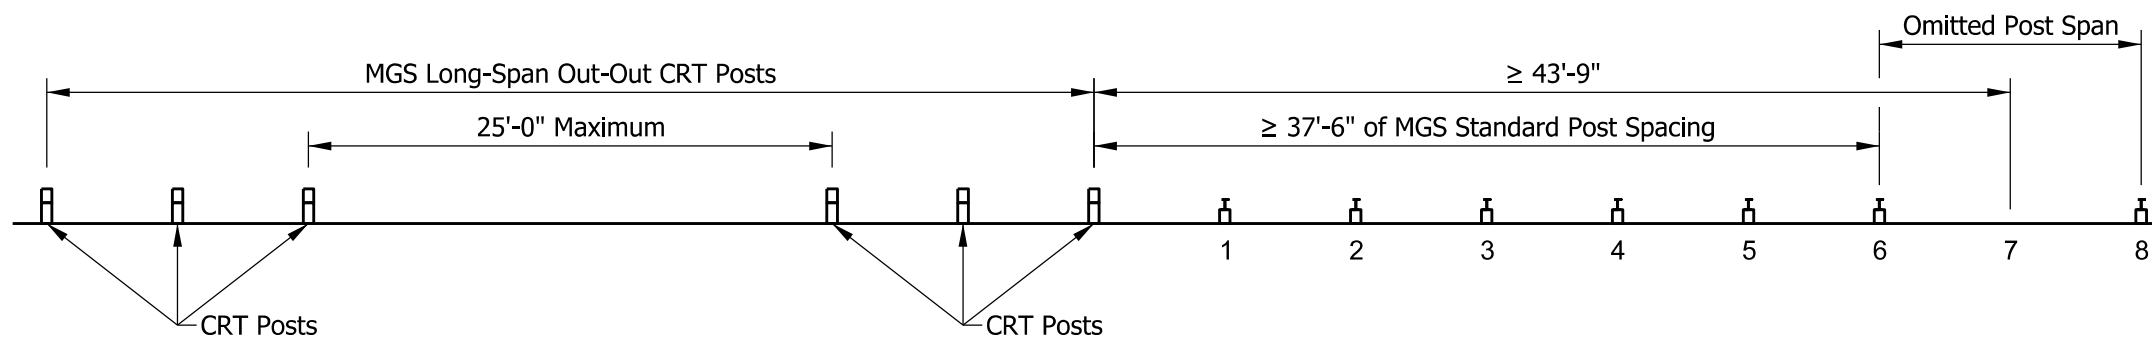 Omitted Post Span
MGS Long-Span Out-Out CRT Posts
≥ 43'-9"
25'-0" Maximum
≥ 37'-6" of MGS Standard Post Spacing
1 2 3 4 5 6 7 8
CRT Posts
CRT Posts